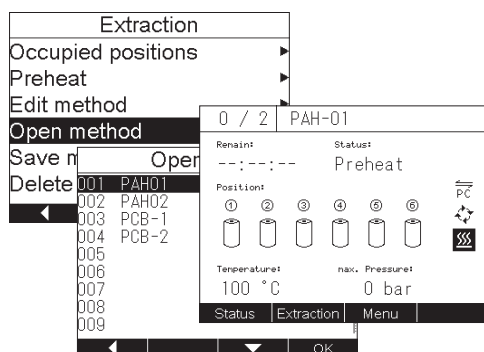 Extraction
Occupied positions
Preheat
Edit method
Open method
Save m
Delete
Oper
001 PAH01
002 PAH02
003 PCB-1
004 PCB-2
005
006
007
008
009
OK
0 / 2 PAH-01
Remain: Status:
--:--:-- Preheat
Position:
① ② ③ ④ ⑤ ⑥
PC
Temperature: max. Pressure:
100 °C 0 bar
Status Extraction Menu